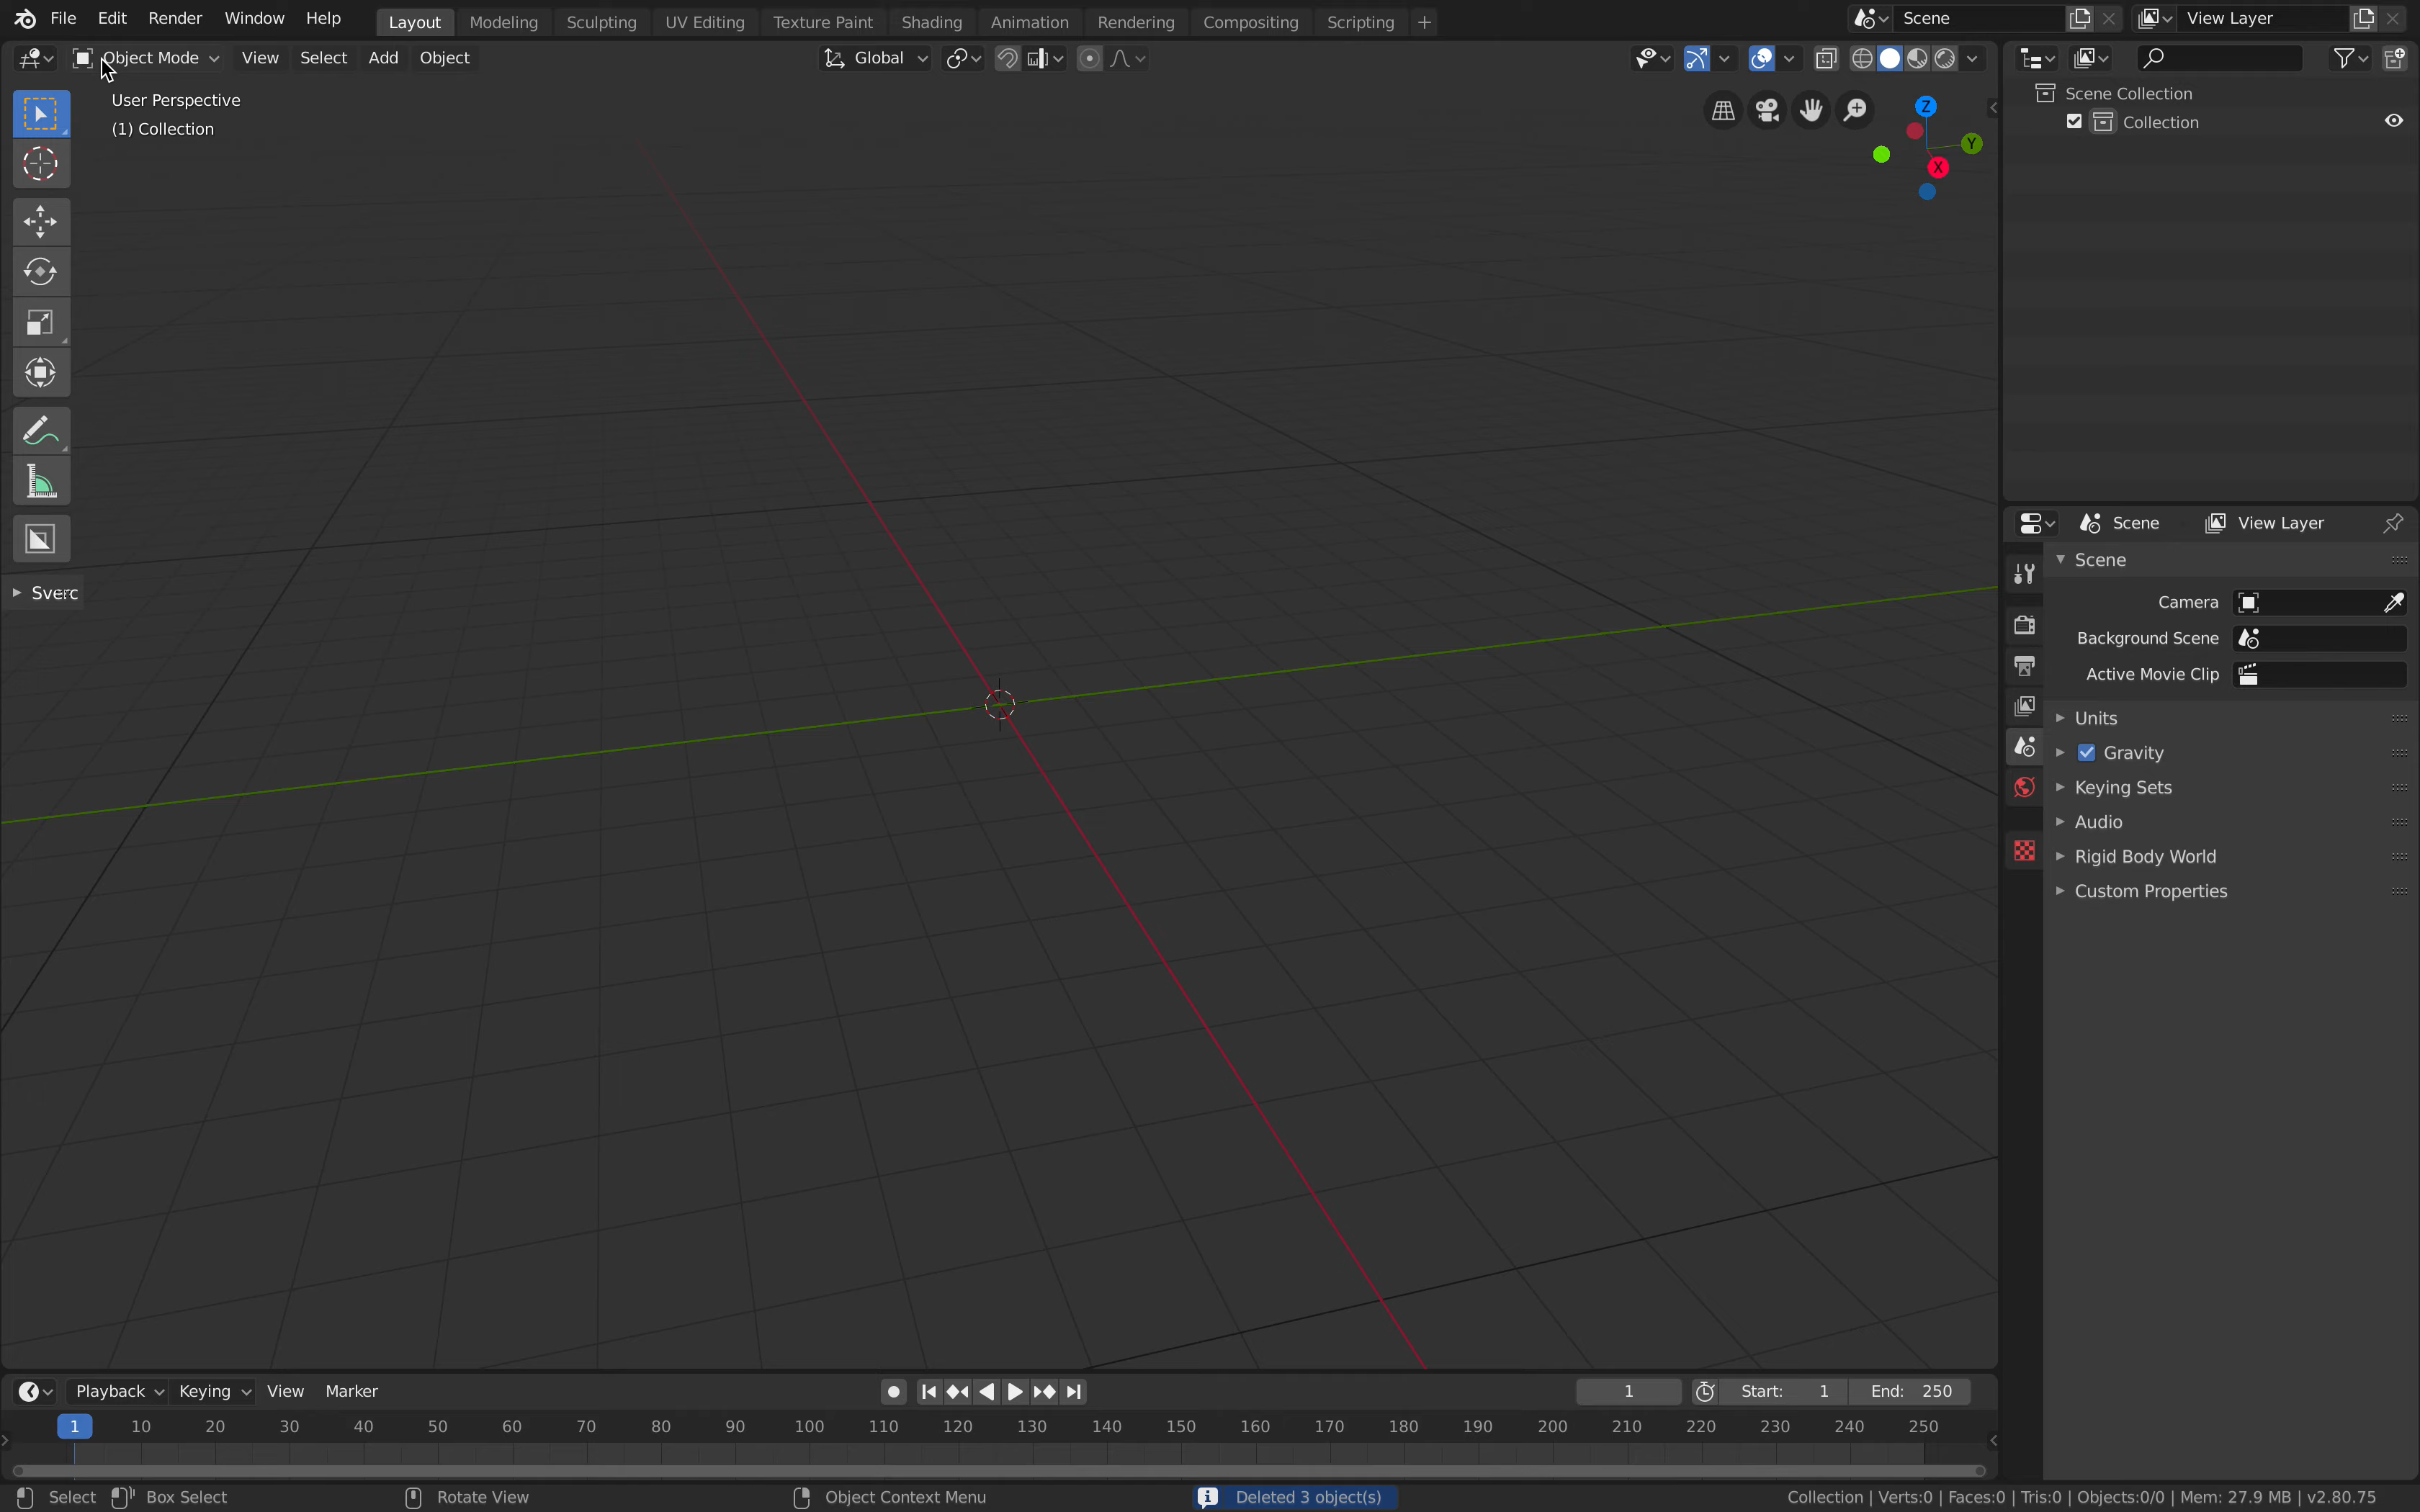 File Edit Render Window Help Layout Modeling Sculpting UV Editing Texture Paint Shading Animation Rendering Compositing Scripting + Scene View Layer
Object Mode View Select Add Object Global
User Perspective
(1) Collection
Z
Y
X
Scene Collection
Collection
Sverc
Scene View Layer
Scene
Camera
Background Scene
Active Movie Clip
Units
Gravity
Keying Sets
Audio
Rigid Body World
Custom Properties
Playback Keying View Marker 1 Start: 1 End: 250
1 10 20 30 40 50 60 70 80 90 100 110 120 130 140 150 160 170 180 190 200 210 220 230 240 250
Select Box Select Rotate View Object Context Menu Deleted 3 object(s) Collection | Verts:0 | Faces:0 | Tris:0 | Objects:0/0 | Mem: 27.9 MB | v2.80.75